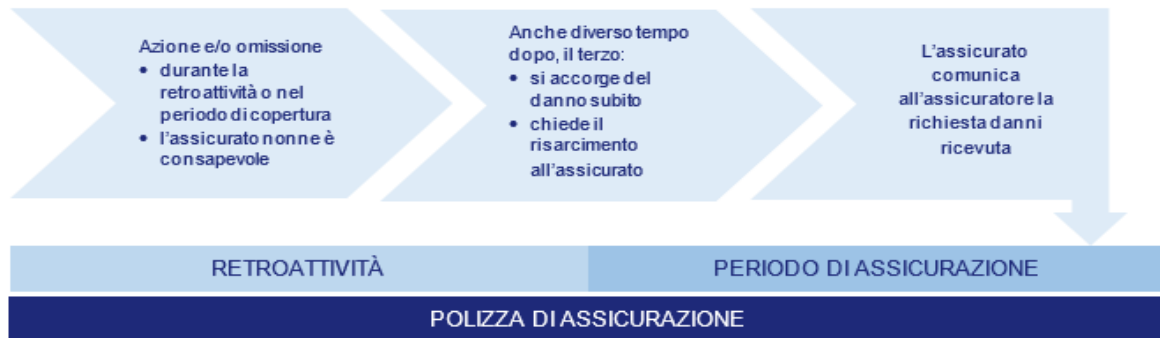 Azione e/o omissione
• durante la
retroattività o nel
periodo di copertura
• l'assicurato non ne è
consapevole
Anche diverso tempo
dopo, il terzo:
• si accorge del
danno subito
• chiede il
risarcimento
all'assicurato
L'assicurato
comunica
all'assicuratore la
richiesta danni
ricevuta
RETROATTIVITÀ
PERIODO DI ASSICURAZIONE
POLIZZA DI ASSICURAZIONE